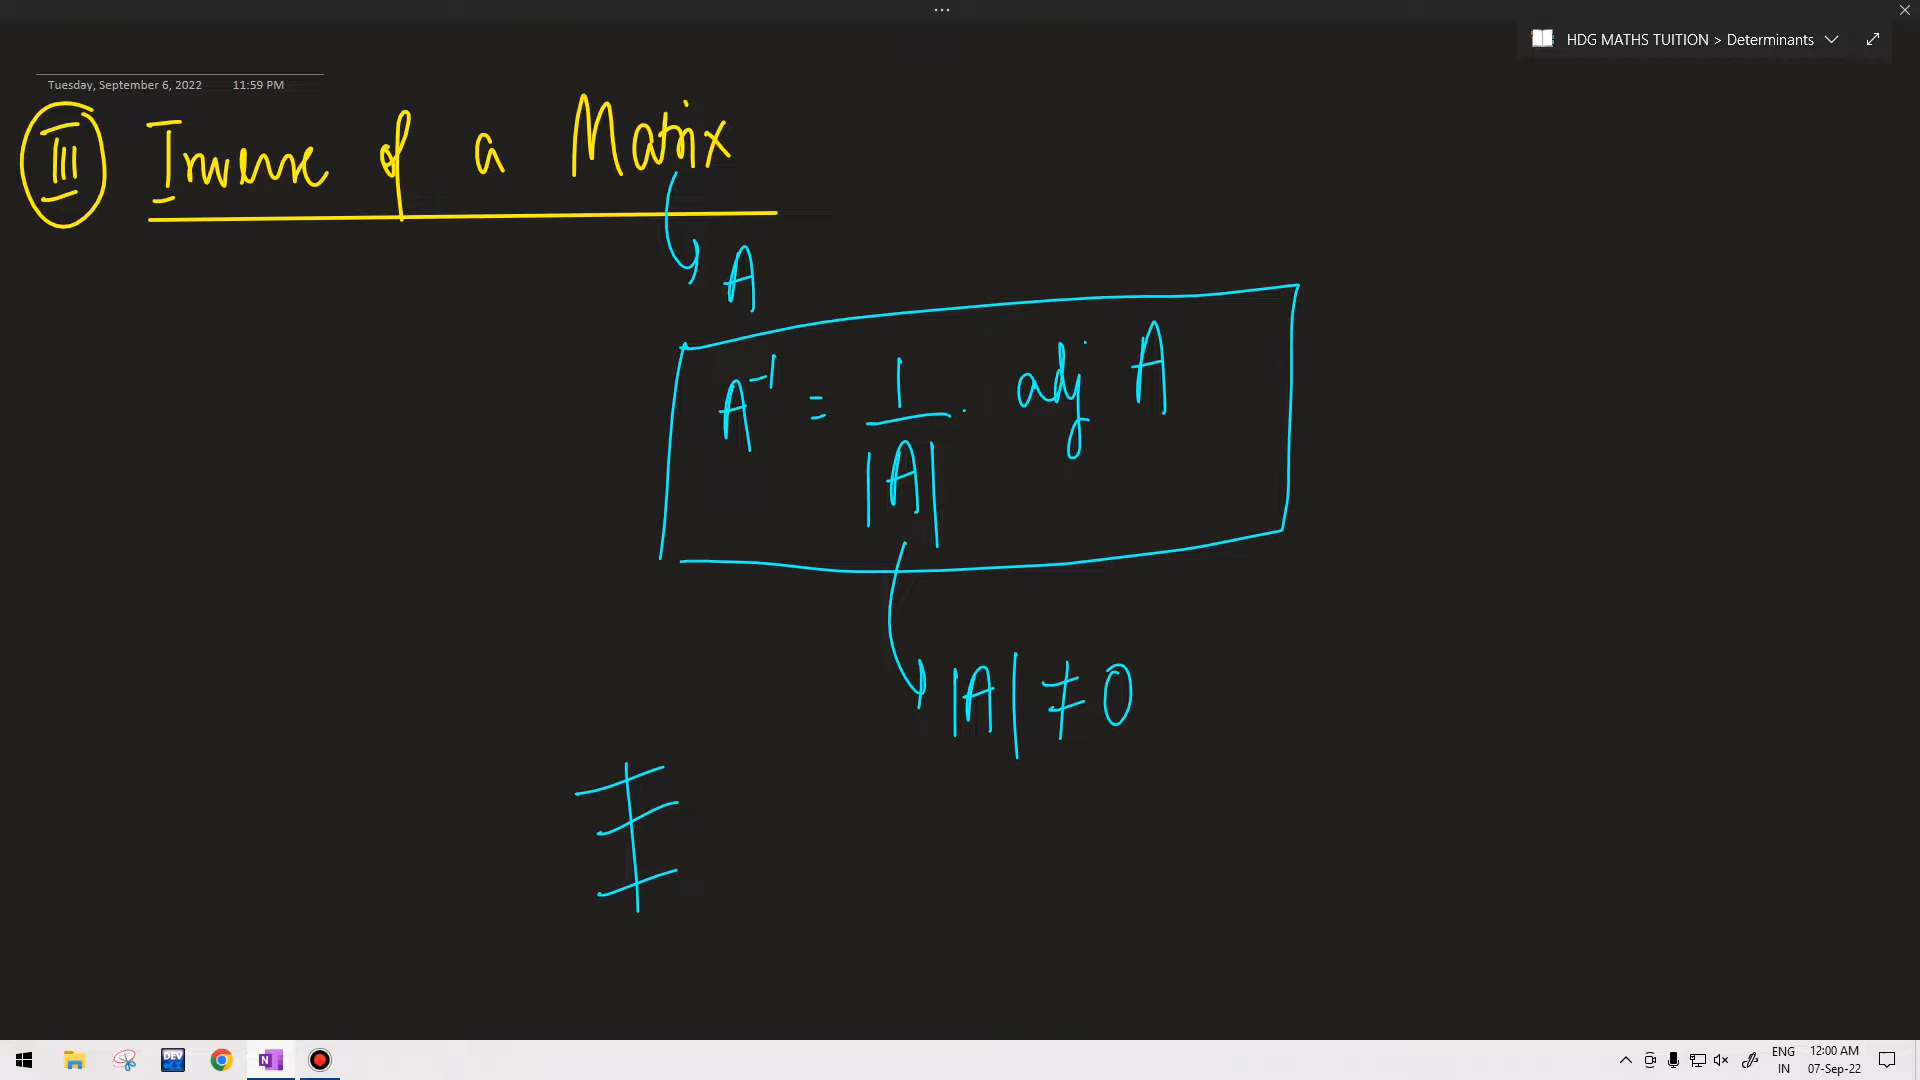 HDG MATHS TUITION > Determinants
Tuesday, September 6, 2022 11:59 PM
III Inverse of a Matrix
A
A⁻¹ = 1/|A| · adj A
|A| ≠ 0
DEV
N
ENG
IN
12:00 AM
07-Sep-22